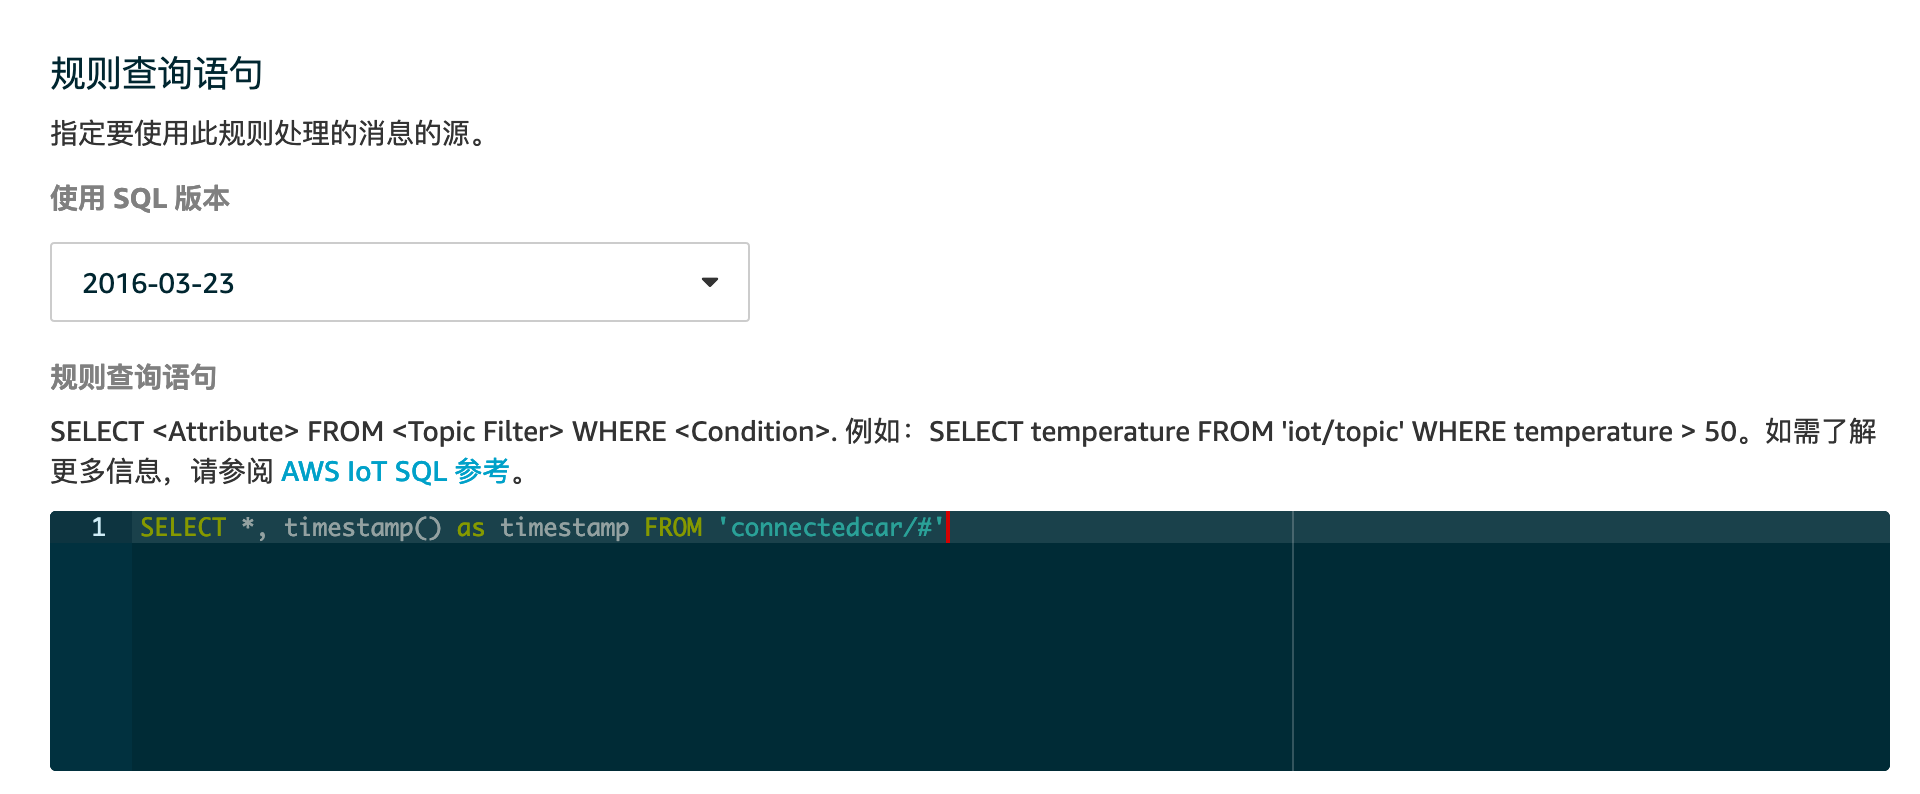 规则查询语句
指定要使用此规则处理的消息的源。
使用 SQL 版本
2016-03-23
规则查询语句
SELECT <Attribute> FROM <Topic Filter> WHERE <Condition>. 例如：SELECT temperature FROM 'iot/topic' WHERE temperature > 50。如需了解
更多信息，请参阅 AWS IoT SQL 参考。
1 SELECT *, timestamp() as timestamp FROM 'connectedcar/#'